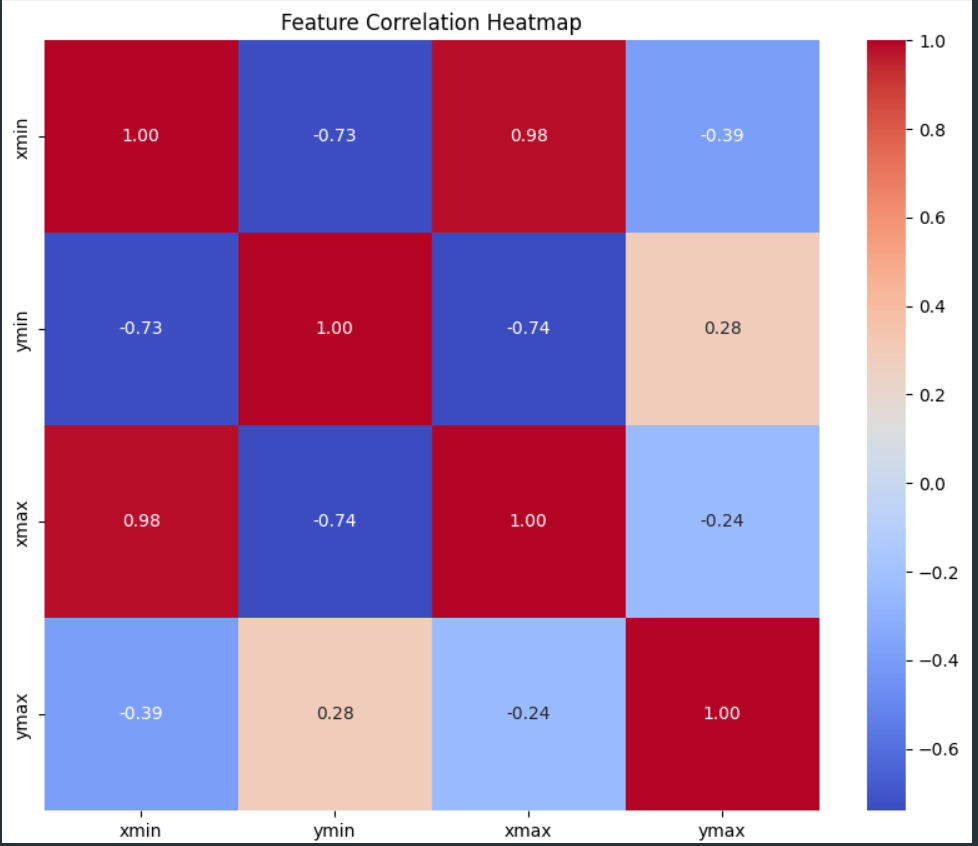 Feature Correlation Heatmap
xmin 1.00 -0.73 0.98 -0.39
ymin -0.73 1.00 -0.74 0.28
xmax 0.98 -0.74 1.00 -0.24
ymax -0.39 0.28 -0.24 1.00
xmin ymin xmax ymax
1.0
0.8
0.6
0.4
0.2
0.0
−0.2
−0.4
−0.6